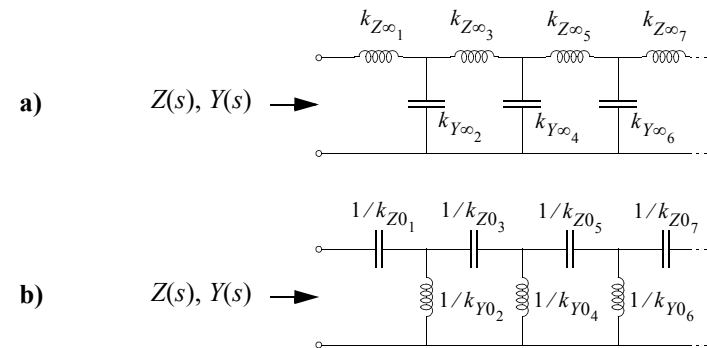 k_{Z∞_1} k_{Z∞_3} k_{Z∞_5} k_{Z∞_7}
a) Z(s), Y(s)
k_{Y∞_2} k_{Y∞_4} k_{Y∞_6}
1/k_{Z0_1} 1/k_{Z0_3} 1/k_{Z0_5} 1/k_{Z0_7}
b) Z(s), Y(s) 1/k_{Y0_2} 1/k_{Y0_4} 1/k_{Y0_6}